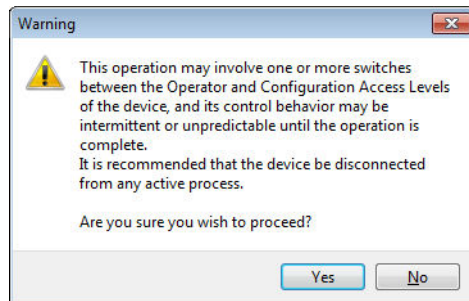 Warning
This operation may involve one or more switches
between the Operator and Configuration Access Levels
of the device, and its control behavior may be
intermittent or unpredictable until the operation is
complete.
It is recommended that the device be disconnected
from any active process.
Are you sure you wish to proceed?
Yes No